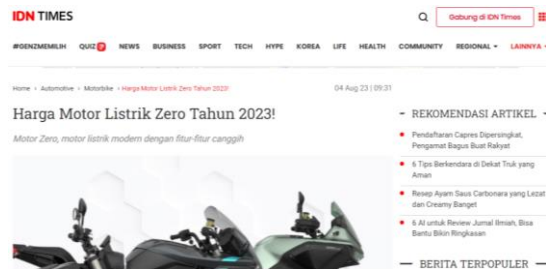 IDN TIMES
Gabung di IDN Times
#GENZMEMILIH QUIZ NEWS BUSINESS SPORT TECH HYPE KOREA LIFE HEALTH COMMUNITY REGIONAL LAINNYA
Home > Automotive > Motorbike > Harga Motor Listrik Zero Tahun 2023!
04 Aug 23 | 09:31
Harga Motor Listrik Zero Tahun 2023!
Motor Zero, motor listrik modern dengan fitur-fitur canggih
REKOMENDASI ARTIKEL
Pendaftaran Capres Dipersingkat,
Pengamat Bagus Buat Rakyat
6 Tips Berkendara di Dekat Truk yang
Aman
Resep Ayam Saus Carbonara yang Lezat
dan Creamy Banget
6 AI untuk Review Jurnal Ilmiah, Bisa
Bantu Bikin Ringkasan
BERITA TERPOPULER